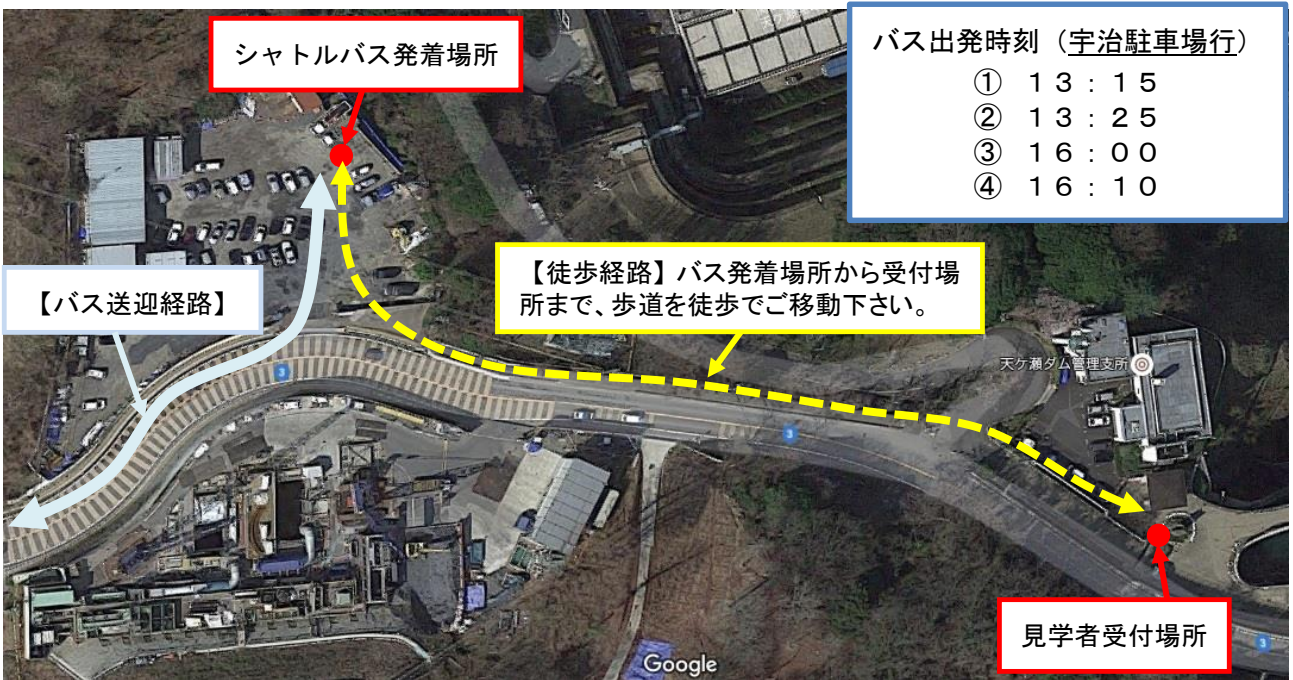 シャトルバス発着場所
バス出発時刻（宇治駐車場行）
① １３：１５
② １３：２５
③ １６：００
④ １６：１０
【バス送迎経路】
【徒歩経路】バス発着場所から受付場
所まで、歩道を徒歩でご移動下さい。
天ケ瀬ダム管理支所
3
3
3
見学者受付場所
Google